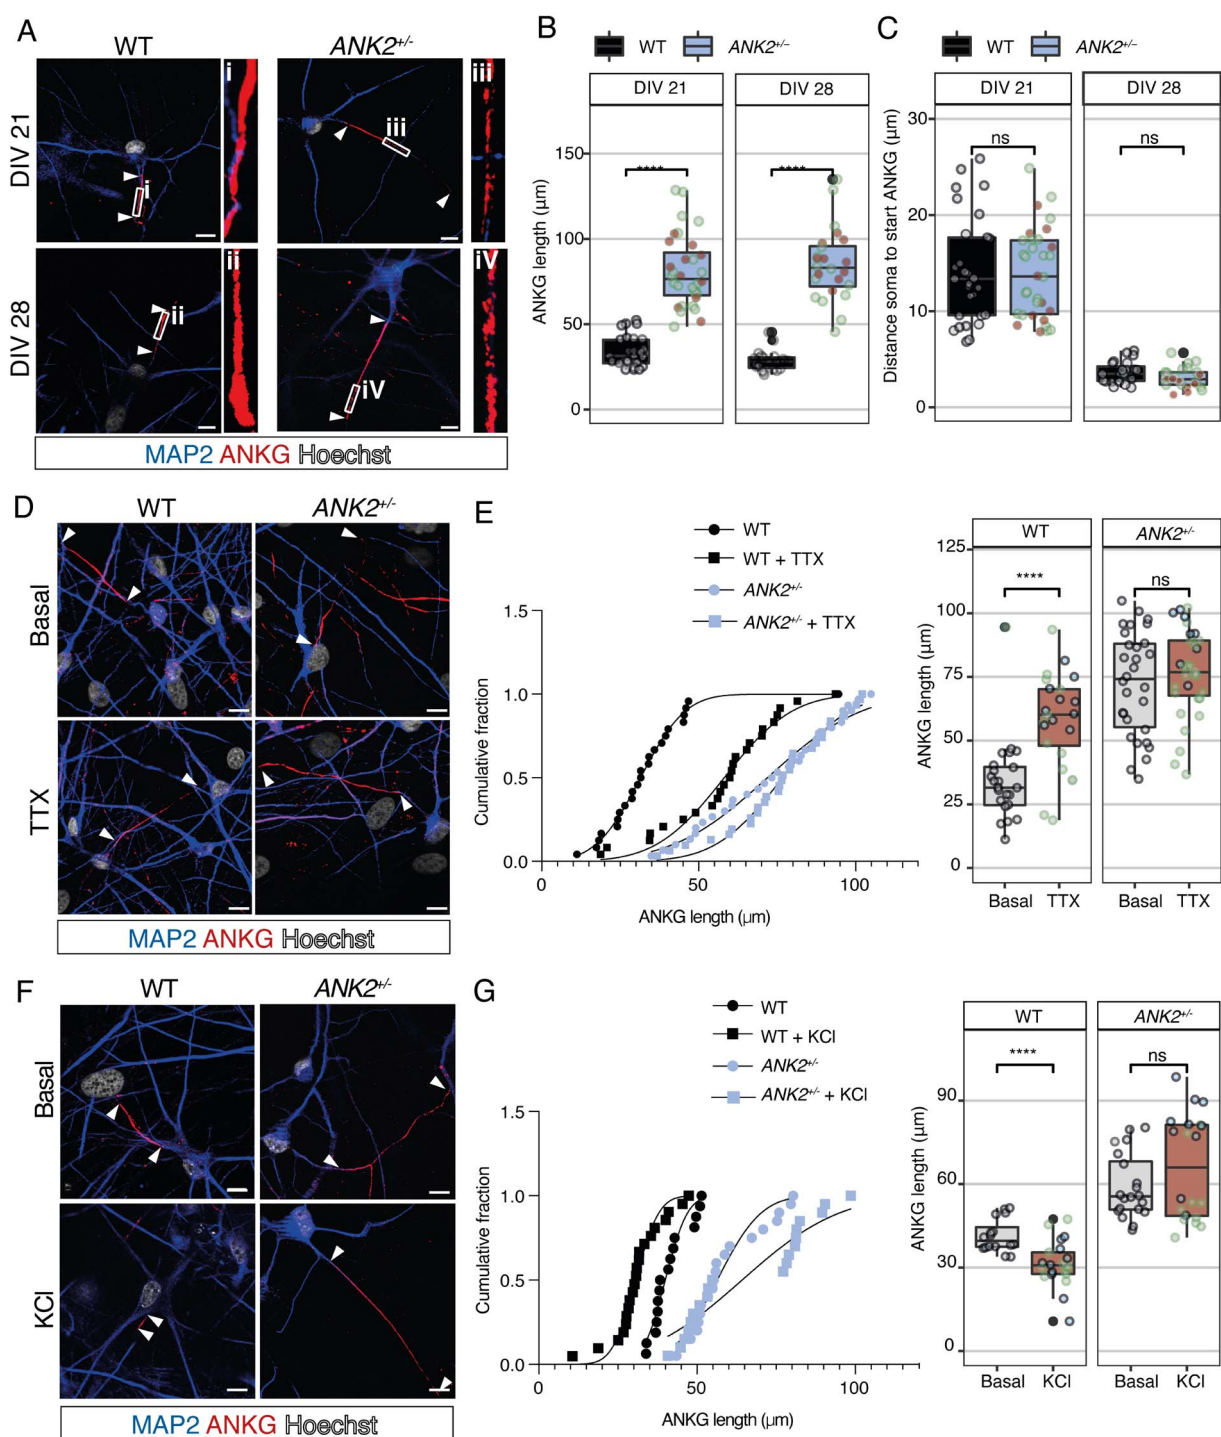 A
WT
ANK2+/-
DIV 21
i
i
iii
iii
DIV 28
ii
ii
iV
iV
MAP2 ANKG Hoechst
B
WT
ANK2+/−
DIV 21
DIV 28
ANKG length (µm)
150
100
50
0
****
****
C
WT
ANK2+/−
DIV 21
DIV 28
Distance soma to start ANKG (µm)
30
20
10
0
ns
ns
D
WT
ANK2+/-
Basal
TTX
MAP2 ANKG Hoechst
E
WT
WT + TTX
ANK2+/-
ANK2+/- + TTX
Cumulative fraction
1.5
1.0
0.5
0.0
0
50
100
ANKG length (µm)
WT
ANK2+/-
ANKG length (µm)
125
100
75
50
25
0
****
ns
Basal
TTX
Basal
TTX
F
WT
ANK2+/-
Basal
KCl
MAP2 ANKG Hoechst
G
WT
WT + KCl
ANK2+/-
ANK2+/- + KCl
Cumulative fraction
1.5
1.0
0.5
0.0
0
50
100
ANKG length (µm)
WT
ANK2+/-
ANKG length (µm)
90
60
30
0
****
ns
Basal
KCl
Basal
KCl